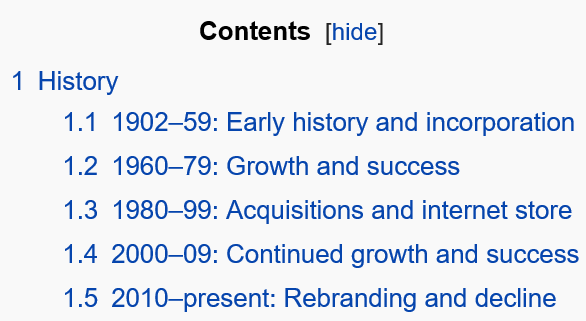 Contents [hide]
1 History
1.1 1902–59: Early history and incorporation
1.2 1960–79: Growth and success
1.3 1980–99: Acquisitions and internet store
1.4 2000–09: Continued growth and success
1.5 2010–present: Rebranding and decline